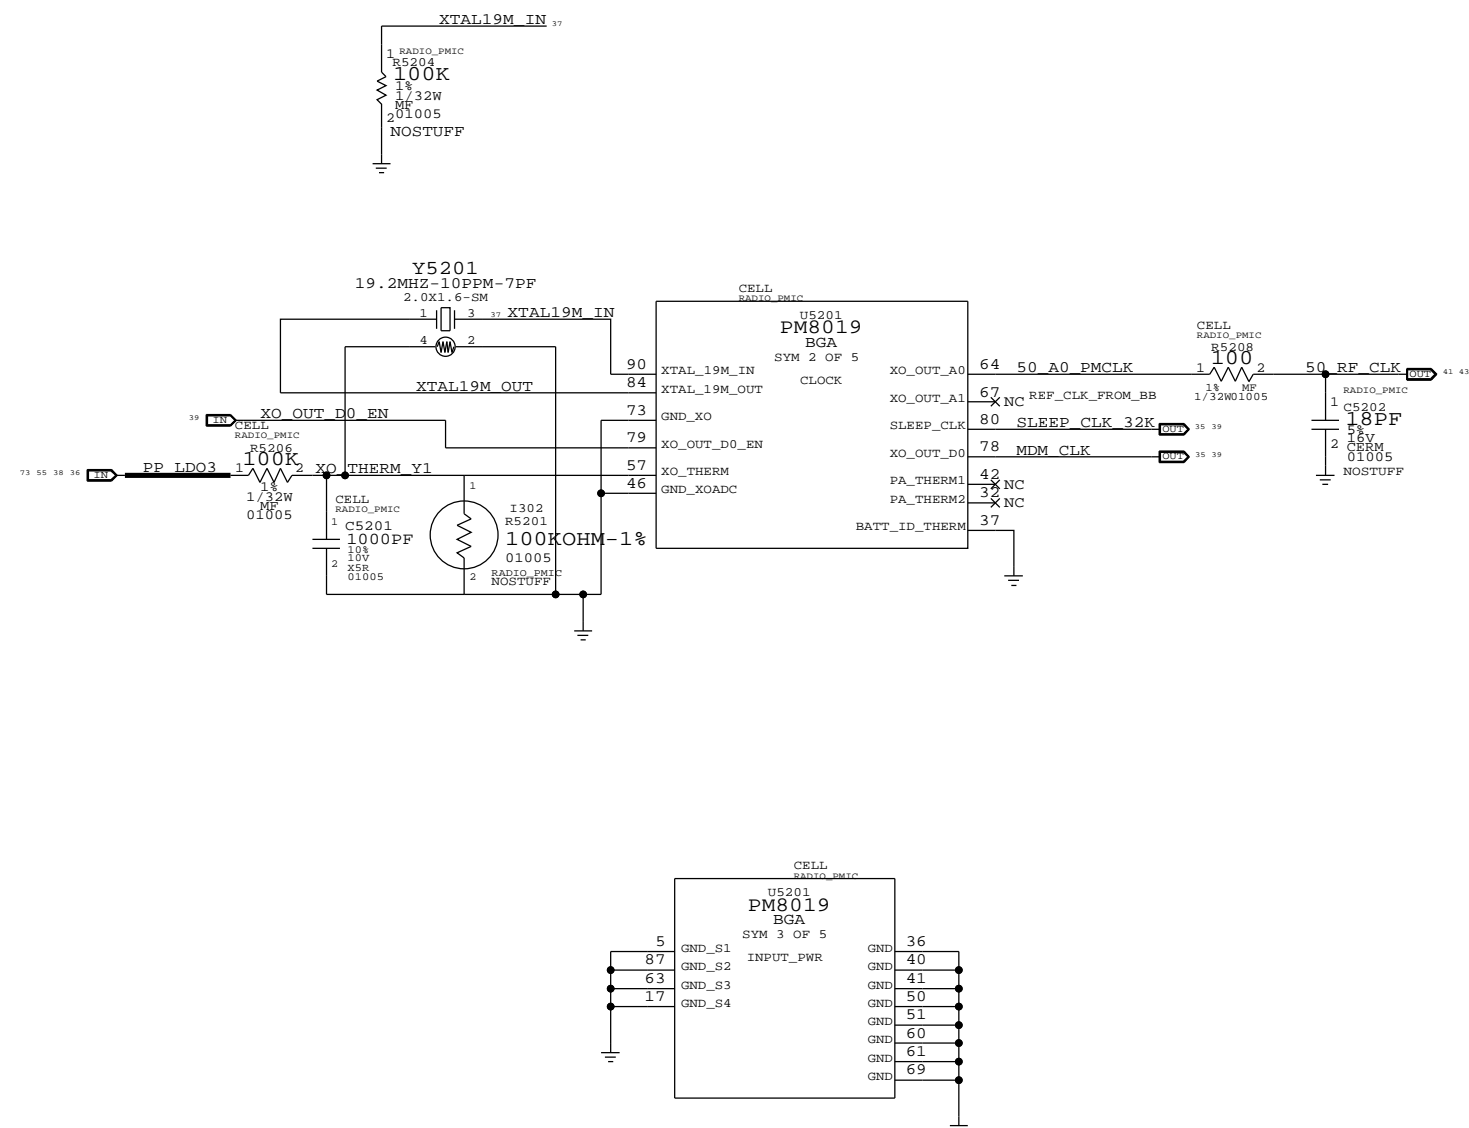 XTAL19M_IN 37
1 RADIO_PMIC
R5204
100K
1%
1/32W
MF
01005
2
NOSTUFF
Y5201
19.2MHZ-10PPM-7PF
2.0X1.6-SM
1 3 37 XTAL19M_IN
4 2
XTAL19M_OUT
39 IN XO_OUT_D0_EN
CELL
RADIO_PMIC
R5206
100K
73 55 38 36 IN PP_LDO3 1 2 XO_THERM_Y1
1%
1/32W
MF
01005
CELL
RADIO_PMIC
1
C5201
1000PF
10%
10V
X5R
01005
2
1
I302
R5201
100KOHM-1%
01005
RADIO_PMIC
NOSTUFF
2
CELL
RADIO_PMIC
U5201
PM8019
BGA
SYM 2 OF 5
CLOCK
90 XTAL_19M_IN
84 XTAL_19M_OUT
73 GND_XO
79 XO_OUT_D0_EN
57 XO_THERM
46 GND_XOADC
XO_OUT_A0 64 50_A0_PMCLK
XO_OUT_A1 67 NC REF_CLK_FROM_BB
SLEEP_CLK 80 SLEEP_CLK_32K OUT 35 39
XO_OUT_D0 78 MDM_CLK OUT 35 39
PA_THERM1 42 NC
PA_THERM2 32 NC
BATT_ID_THERM 37
CELL
RADIO_PMIC
R5208
100
1 2 50_RF_CLK OUT 41 43
1% MF
1/32W01005
RADIO_PMIC
1
C5202
18PF
5%
16V
CERM
01005
2
NOSTUFF
CELL
RADIO_PMIC
U5201
PM8019
BGA
SYM 3 OF 5
INPUT_PWR
5 GND_S1
87 GND_S2
63 GND_S3
17 GND_S4
GND 36
GND 40
GND 41
GND 50
GND 51
GND 60
GND 61
GND 69